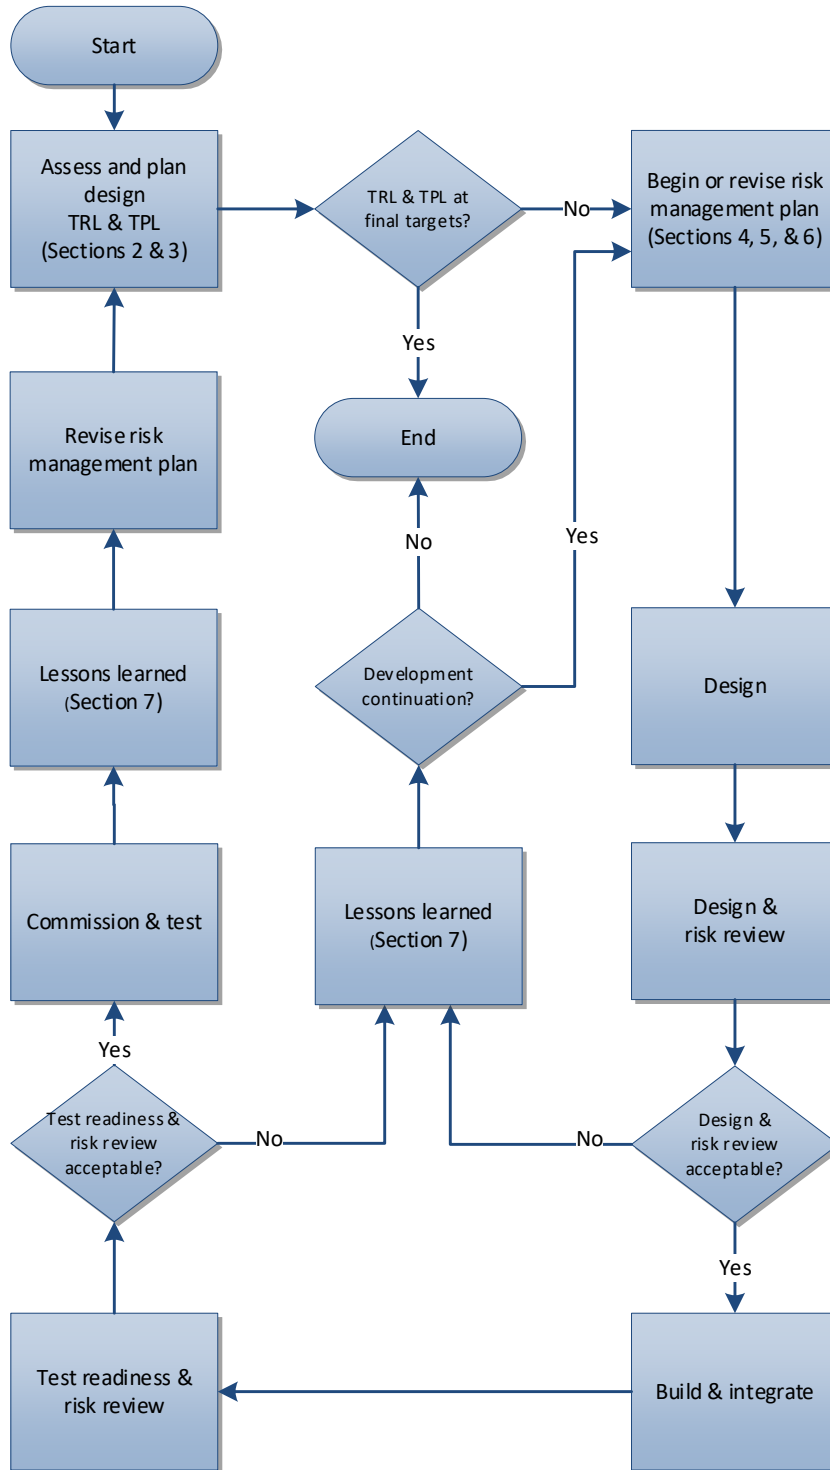 Start
Assess and plan
design
TRL & TPL
(Sections 2 & 3)
TRL & TPL at
final targets?
No
Begin or revise risk
management plan
(Sections 4, 5, & 6)
Yes
End
Revise risk
management plan
No
Yes
Lessons learned
(Section 7)
Development
continuation?
Design
Commission & test
Lessons learned
(Section 7)
Design &
risk review
Yes
Test readiness &
risk review
acceptable?
No
No
Design &
risk review
acceptable?
Yes
Test readiness &
risk review
Build & integrate